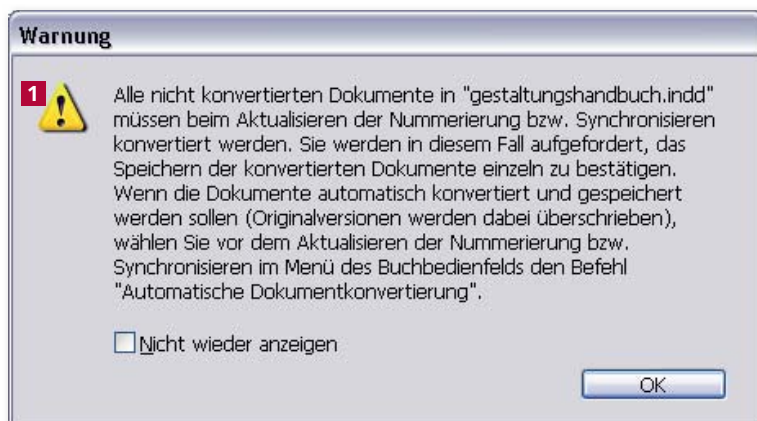 Warnung
1
Alle nicht konvertierten Dokumente in "gestaltungshandbuch.indd"
müssen beim Aktualisieren der Nummerierung bzw. Synchronisieren
konvertiert werden. Sie werden in diesem Fall aufgefordert, das
Speichern der konvertierten Dokumente einzeln zu bestätigen.
Wenn die Dokumente automatisch konvertiert und gespeichert
werden sollen (Originalversionen werden dabei überschrieben),
wählen Sie vor dem Aktualisieren der Nummerierung bzw.
Synchronisieren im Menü des Buchbedienfelds den Befehl
"Automatische Dokumentkonvertierung".
Nicht wieder anzeigen
OK